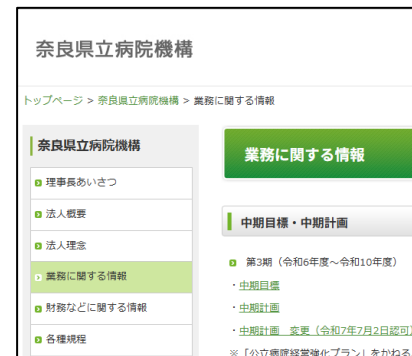 奈良県立病院機構
トップページ > 奈良県立病院機構 > 業務に関する情報
奈良県立病院機構
理事長あいさつ
法人概要
法人理念
業務に関する情報
財務などに関する情報
各種規程
業務に関する情報
中期目標・中期計画
第3期（令和6年度～令和10年度）
・中期目標
・中期計画
・中期計画 変更（令和7年7月2日認可）
※「公立病院経営強化プラン」をかねる